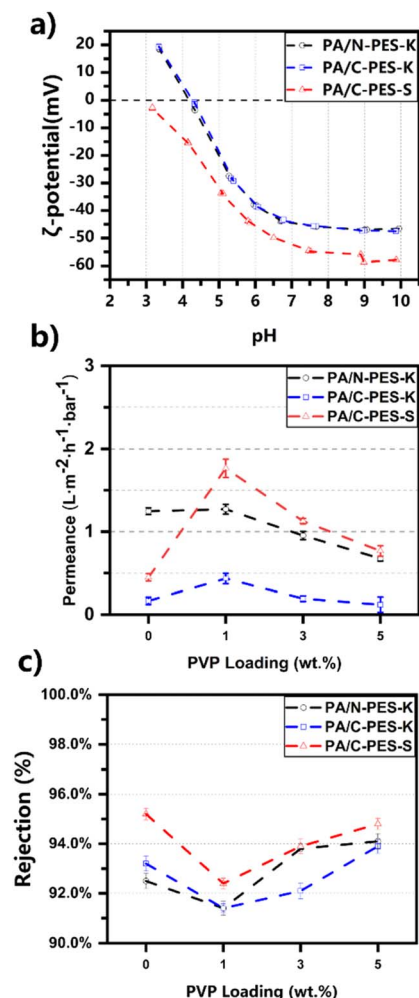 a)
20
10
0
-10
-20
-30
-40
-50
-60
ζ-potential(mV)
PA/N-PES-K
PA/C-PES-K
PA/C-PES-S
2 3 4 5 6 7 8 9 10
pH
b)
3
2
1
0
Permeance (L·m⁻²·h⁻¹·bar⁻¹)
PA/N-PES-K
PA/C-PES-K
PA/C-PES-S
0 1 3 5
PVP Loading (wt.%)
c)
100.0%
98.0%
96.0%
94.0%
92.0%
90.0%
Rejection (%)
PA/N-PES-K
PA/C-PES-K
PA/C-PES-S
0 1 3 5
PVP Loading (wt.%)